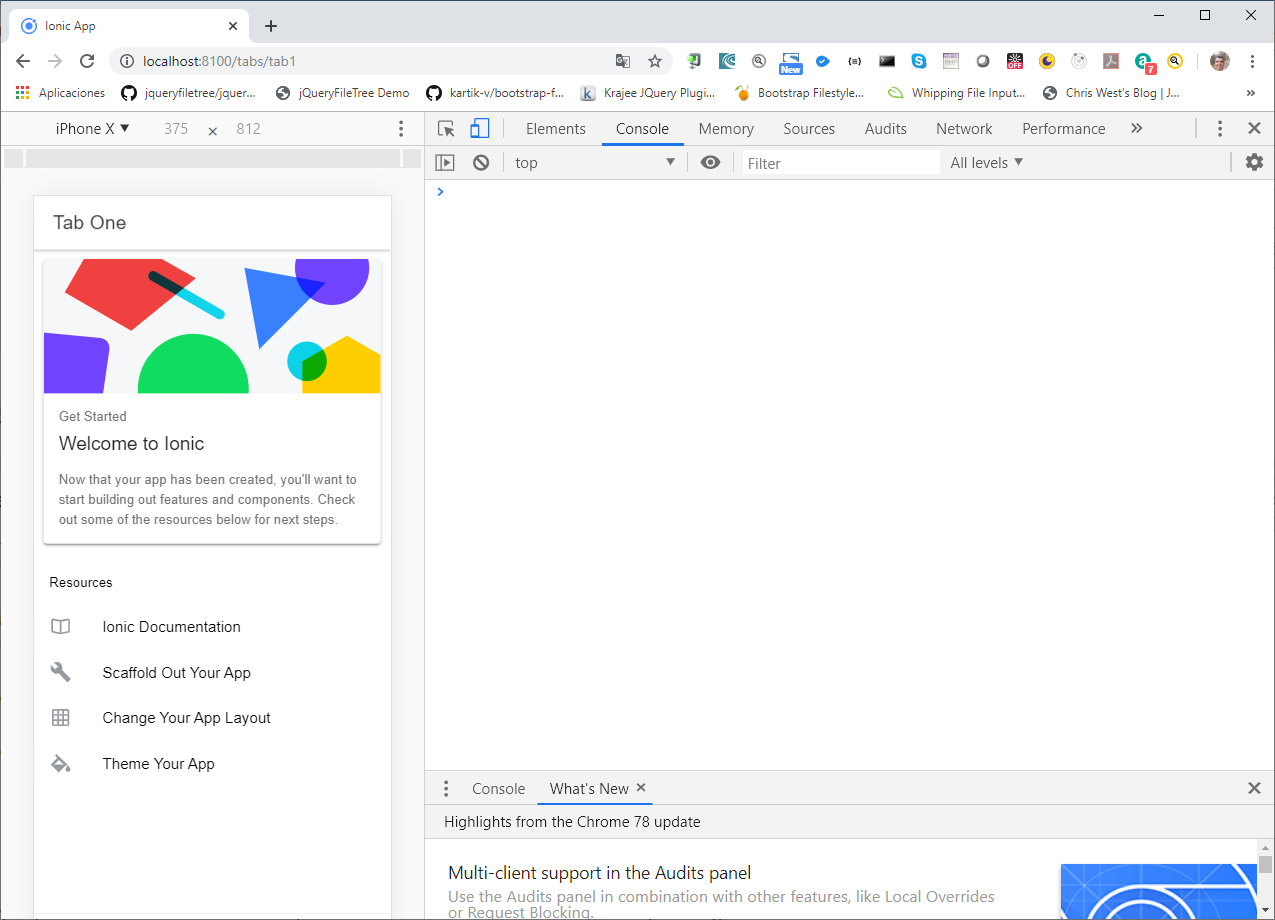 Ionic App
localhost:8100/tabs/tab1
New
OFF
7
Aplicaciones
jqueryfiletree/jquer...
jQueryFileTree Demo
kartik-v/bootstrap-f...
Krajee JQuery Plugi...
Bootstrap Filestyle...
Whipping File Input...
Chris West's Blog | J...
iPhone X
375
×
812
Elements
Console
Memory
Sources
Audits
Network
Performance
top
Filter
All levels
Tab One
Get Started
Welcome to Ionic
Now that your app has been created, you'll want to
start building out features and components. Check
out some of the resources below for next steps.
Resources
Ionic Documentation
Scaffold Out Your App
Change Your App Layout
Theme Your App
Console
What's New
Highlights from the Chrome 78 update
Multi-client support in the Audits panel
Use the Audits panel in combination with other features, like Local Overrides
or Request Blocking.